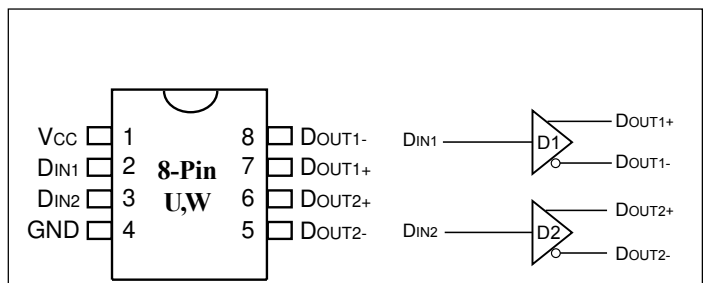 VCC 1 8 DOUT1-
DIN1 2 8-Pin 7 DOUT1+
DIN2 3 U,W 6 DOUT2+
GND 4 5 DOUT2-
DIN1 D1 DOUT1+
DOUT1-
DIN2 D2 DOUT2+
DOUT2-